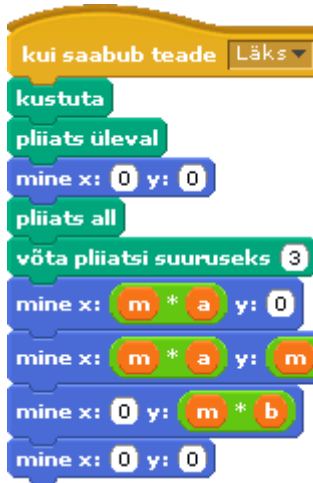 kui saabub teade Läks
kustuta
pliiats üleval
mine x: 0 y: 0
pliiats all
võta pliiatsi suuruseks 3
mine x: m * a y: 0
mine x: m * a y: m
mine x: 0 y: m * b
mine x: 0 y: 0